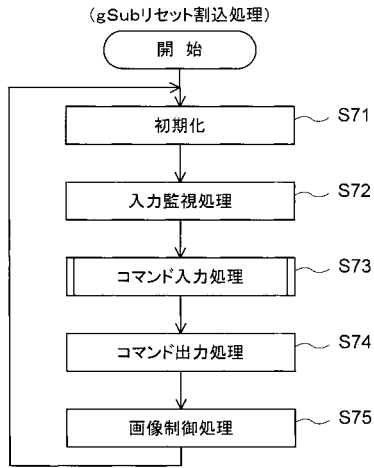 (gSubリセット割込処理)
開 始
初期化
S71
入力監視処理
S72
コマンド入力処理
S73
コマンド出力処理
S74
画像制御処理
S75